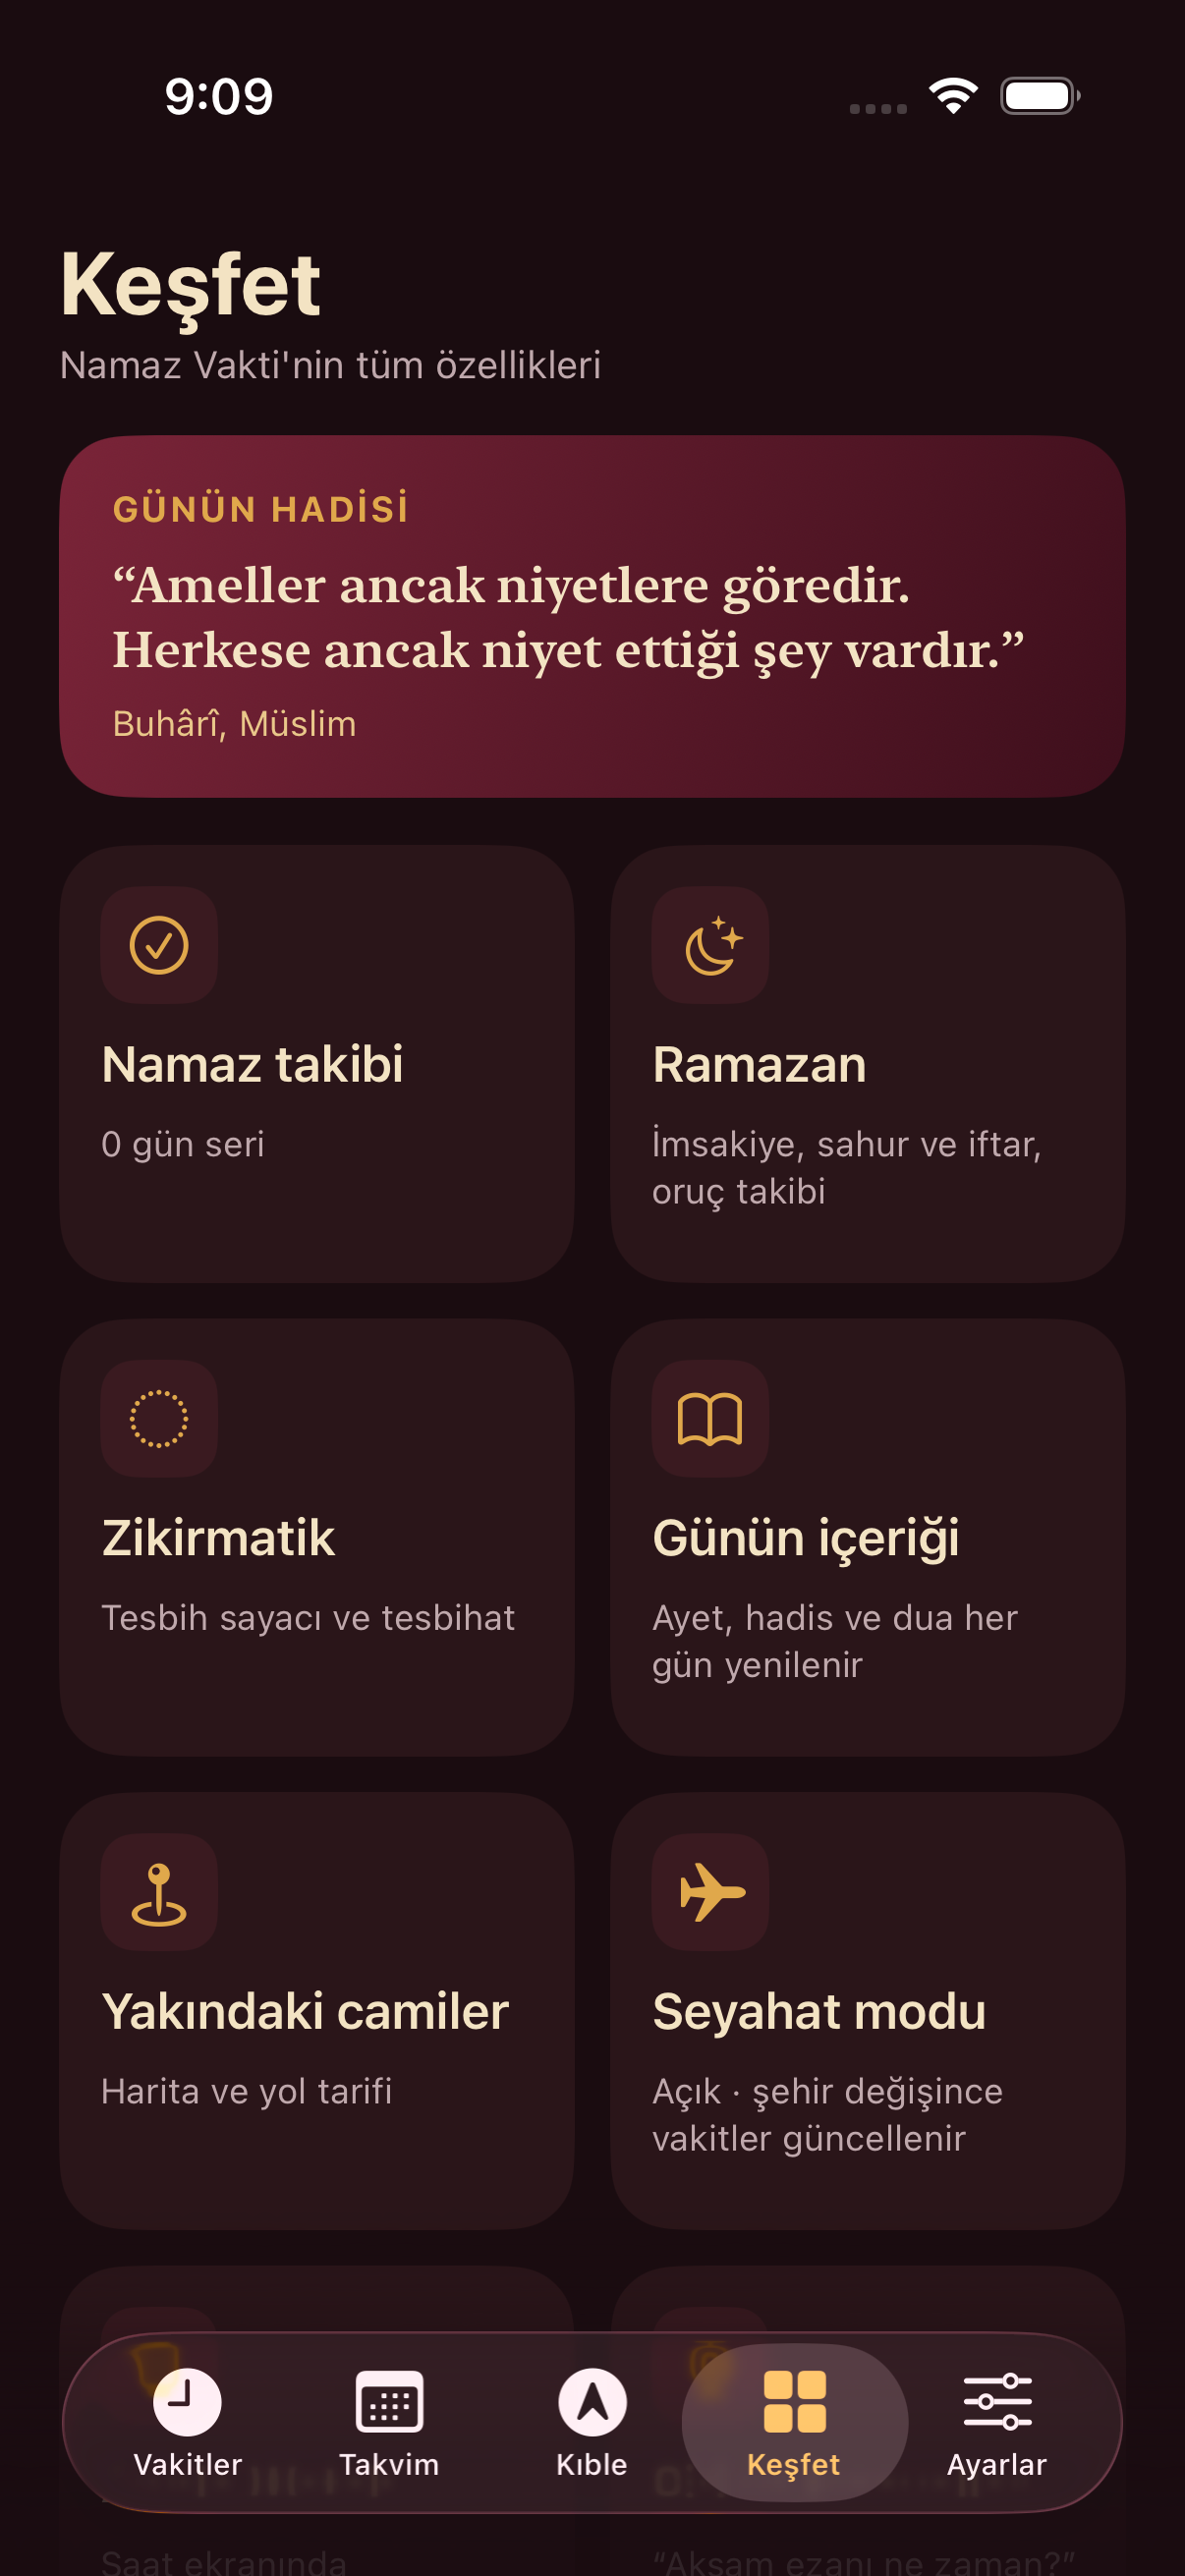 9:09
Keşfet
Namaz Vakti'nin tüm özellikleri
GÜNÜN HADİSİ
“Ameller ancak niyetlere göredir.
Herkese ancak niyet ettiği şey vardır.”
Buhârî, Müslim
Namaz takibi
0 gün seri
Ramazan
İmsakiye, sahur ve iftar,
oruç takibi
Zikirmatik
Tesbih sayacı ve tesbihat
Günün içeriği
Ayet, hadis ve dua her
gün yenilenir
Yakındaki camiler
Harita ve yol tarifi
Seyahat modu
Açık · şehir değişince
vakitler güncellenir
Vakitler
Takvim
Kıble
Keşfet
Ayarlar
Saat ekranında
“Akşam ezanı ne zaman?”